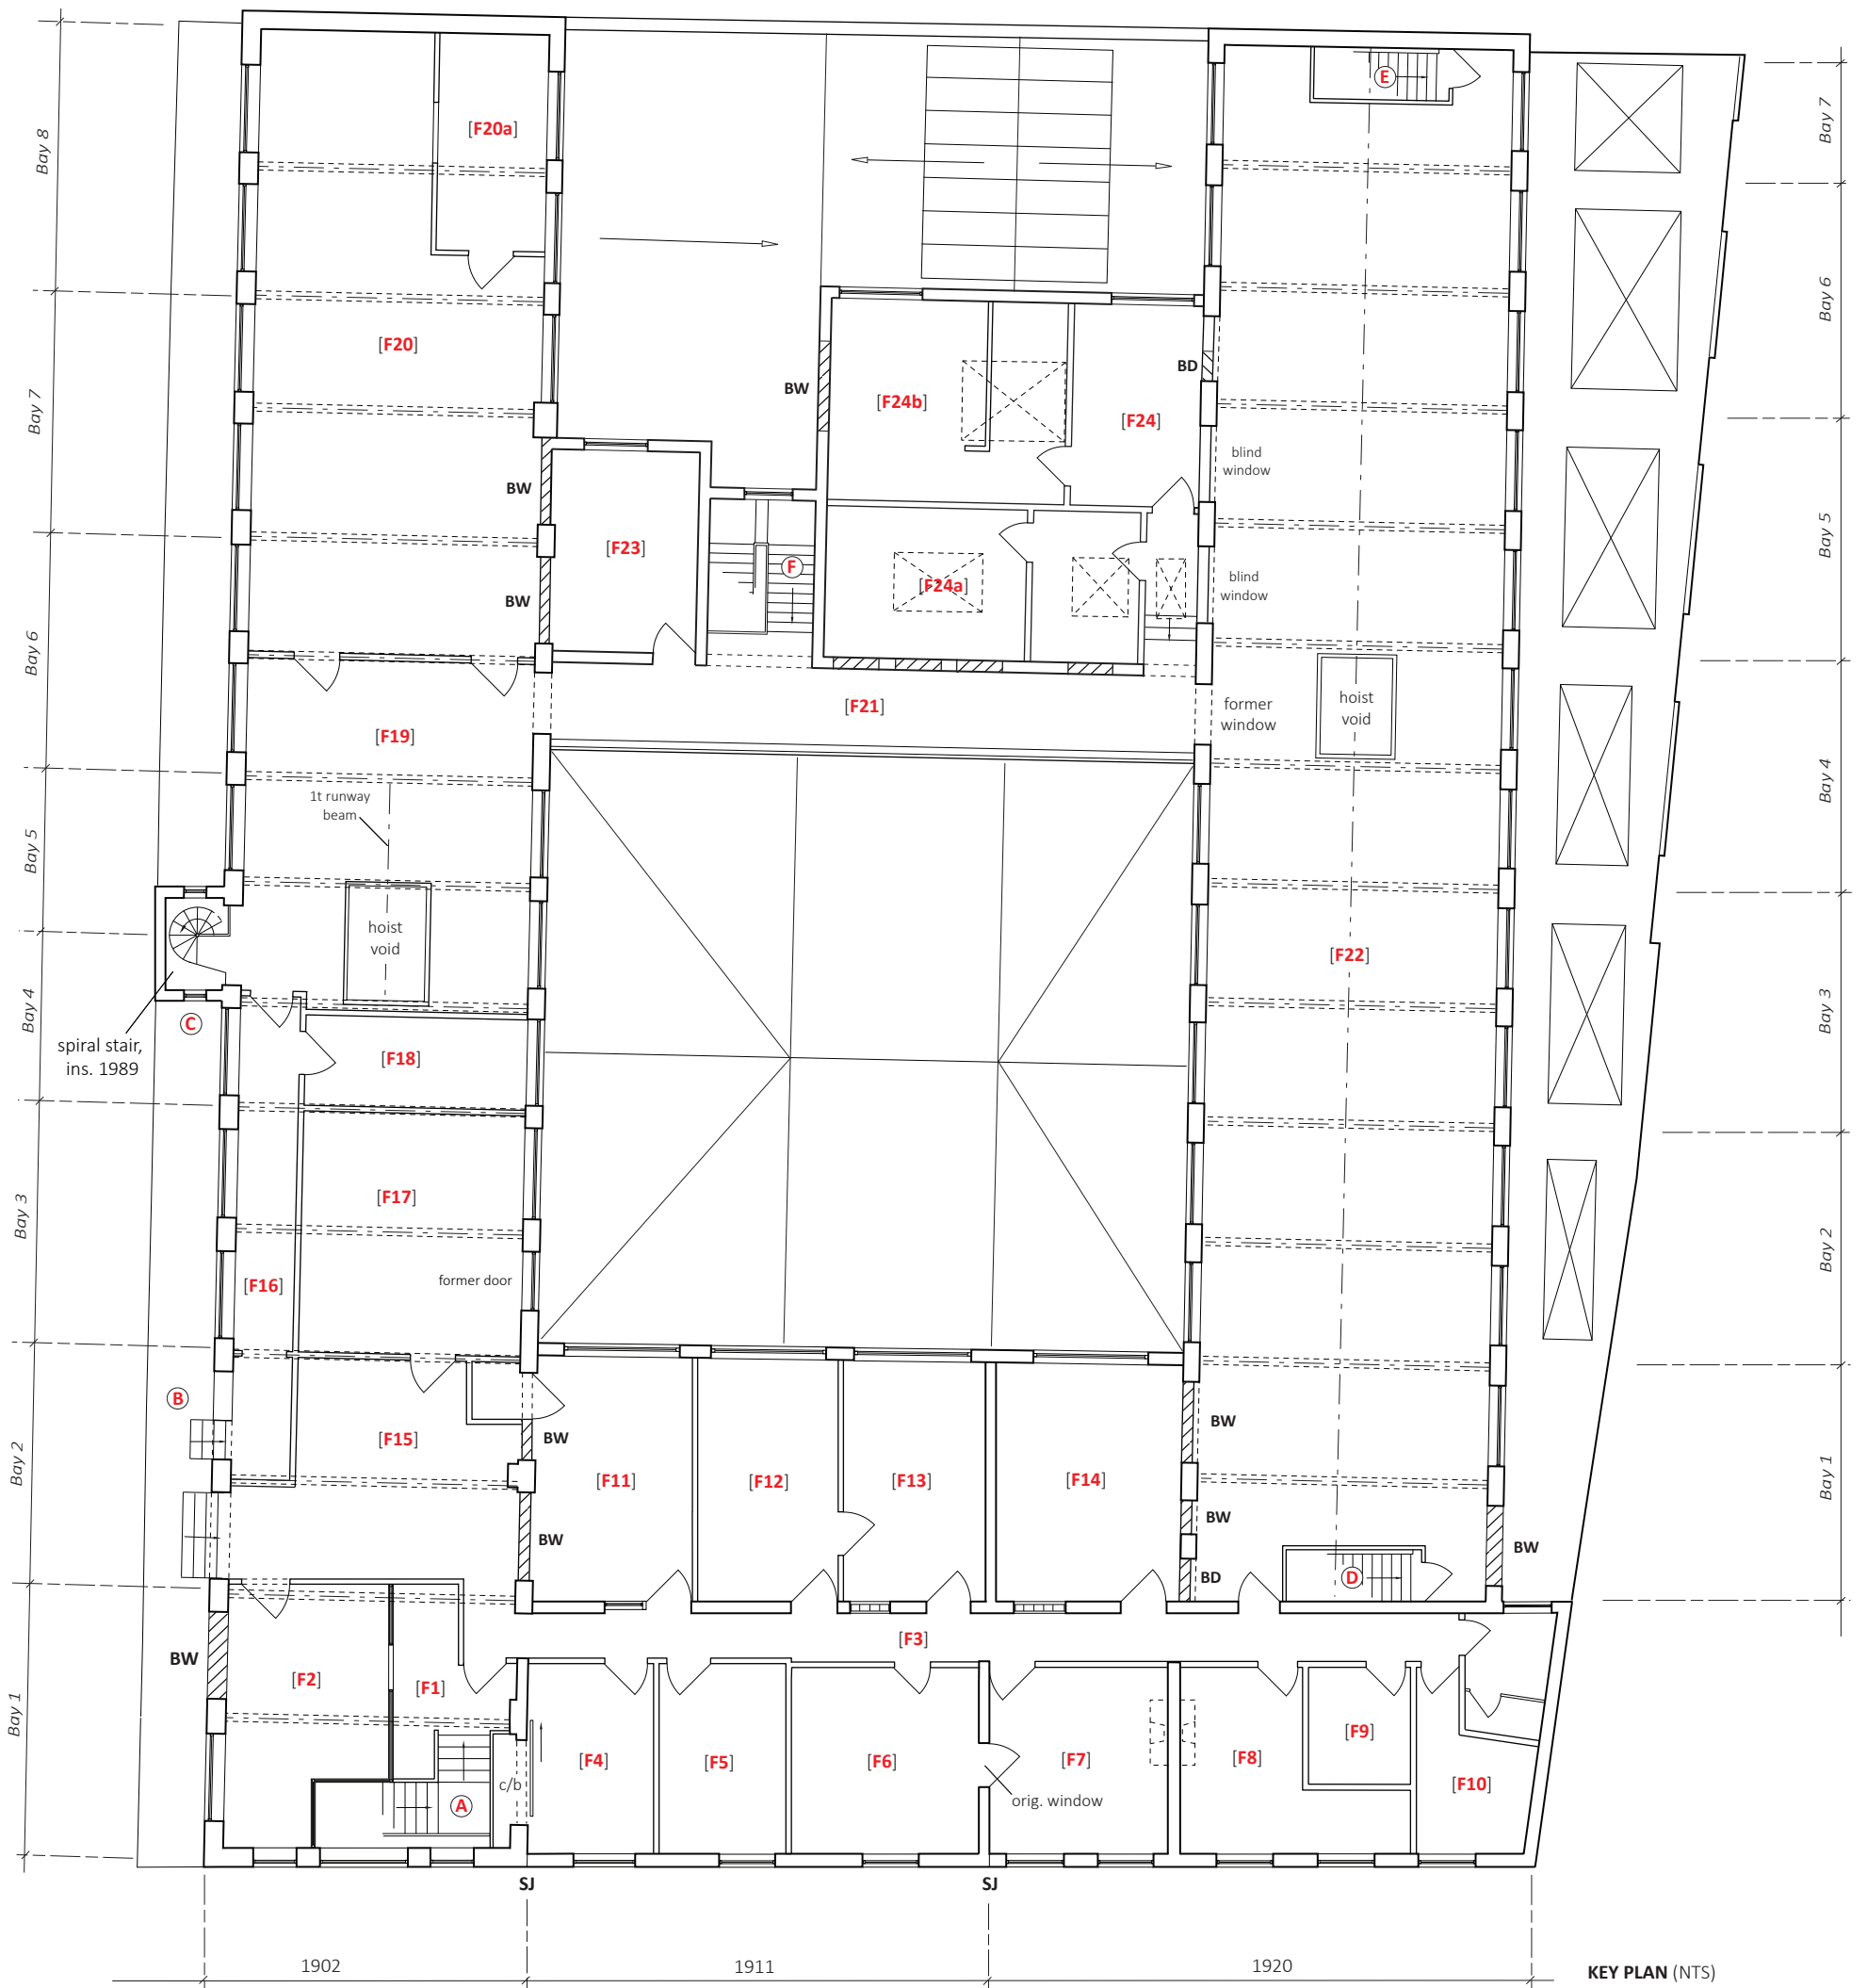 Bay 8
Bay 7
Bay 6
Bay 5
Bay 4
Bay 3
Bay 2
Bay 1
[F20a]
E
[F20]
BW
[F24b]
BD
[F24]
blind
window
BW
[F23]
F
[F24a]
blind
window
BW
[F21]
former
window
hoist
void
[F19]
1t runway
beam
hoist
void
[F22]
C
spiral stair,
ins. 1989
[F18]
[F17]
[F16]
former door
B
[F15]
BW
[F11]
[F12]
[F13]
[F14]
BW
BW
BW
BW
BD
D
[F3]
BW
[F2]
[F1]
[F4]
[F5]
[F6]
[F7]
[F8]
[F9]
[F10]
c/b
A
orig. window
SJ
SJ
1902
1911
1920
KEY PLAN (NTS)
Bay 7
Bay 6
Bay 5
Bay 4
Bay 3
Bay 2
Bay 1